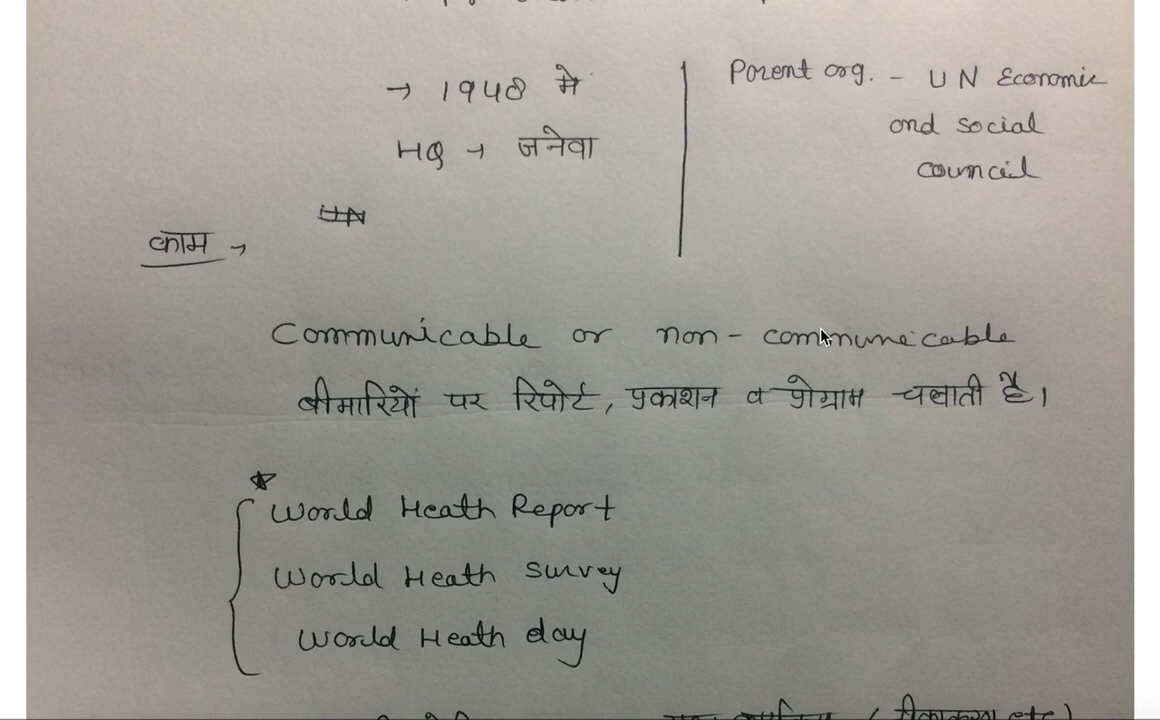 → 1948 में
HQ → जनेवा
Parent org. - UN Economic
and social
council
काम →
Communicable or non-communicable
बीमारियों पर रिपोर्ट, प्रकाशन व प्रोग्राम चलाती है।
World Heath Report
World Heath survey
World Heath day